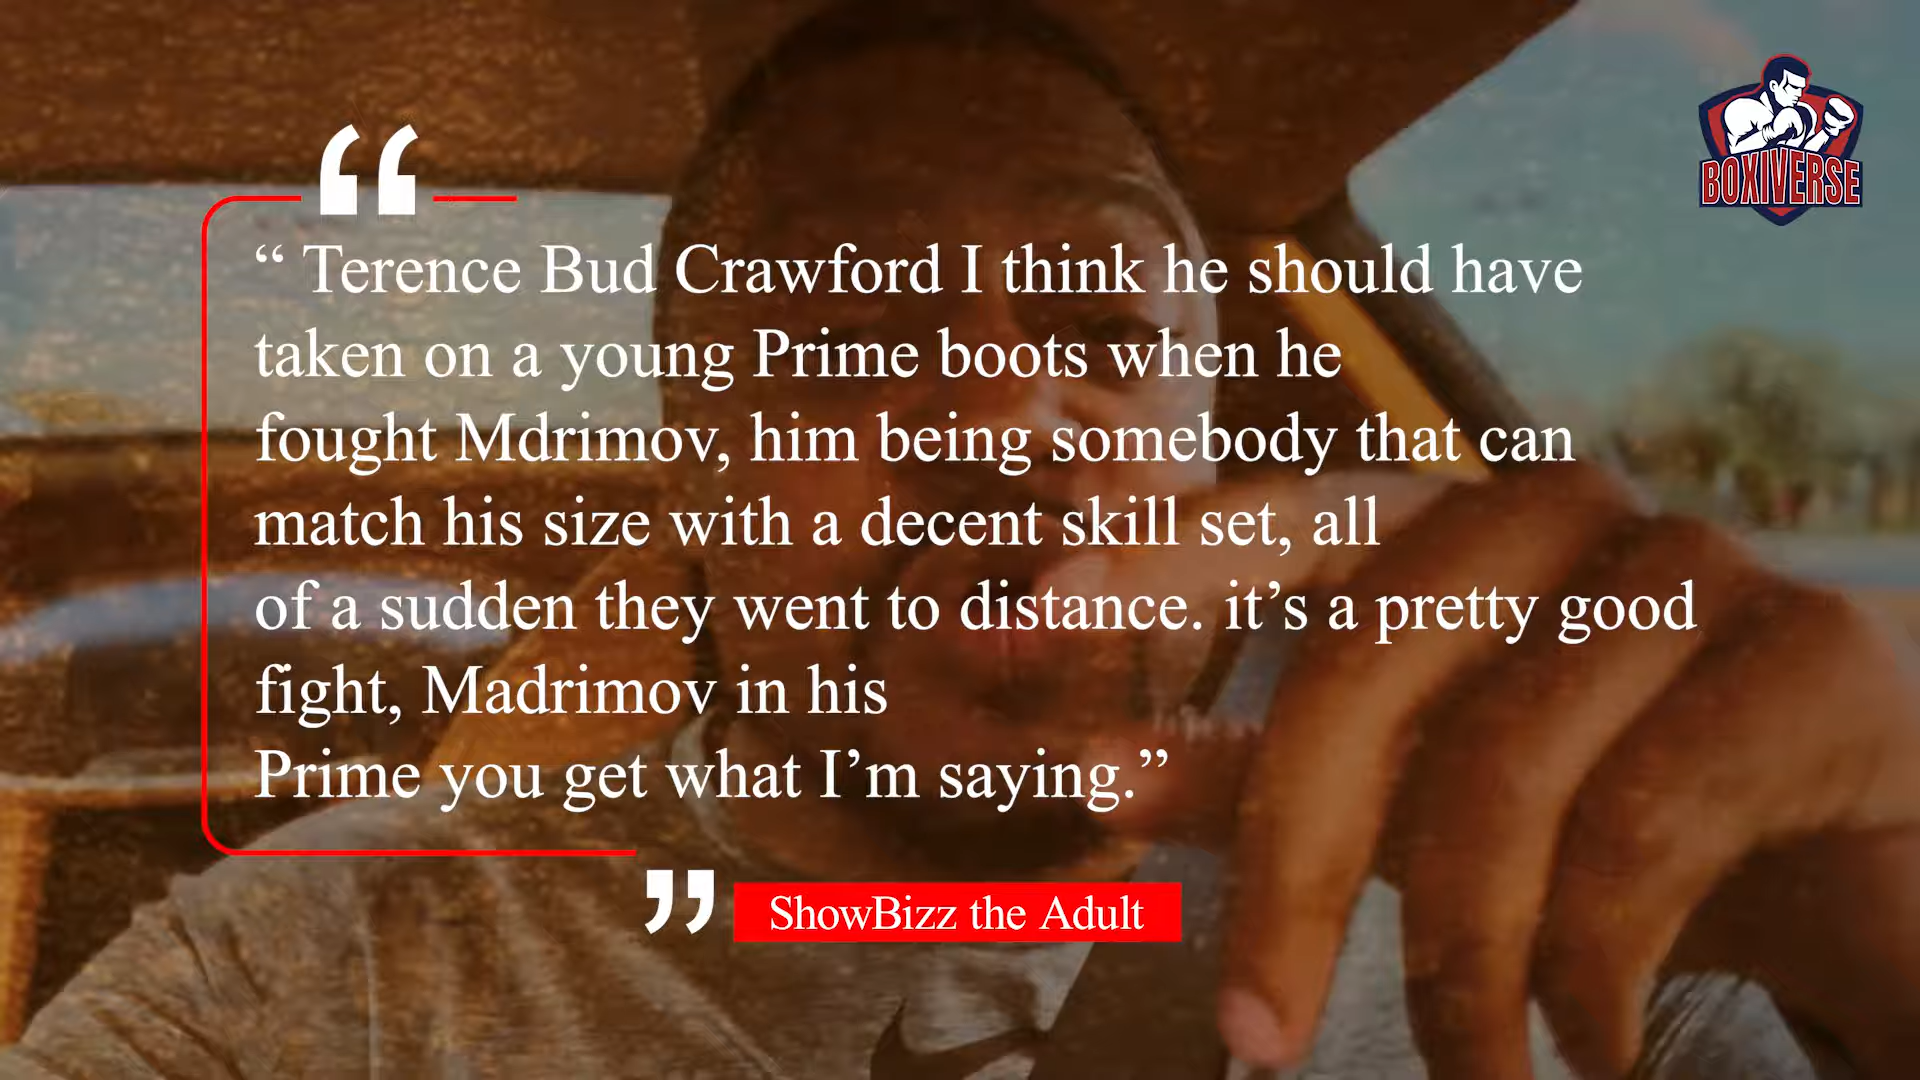 BOXIVERSE
“
“ Terence Bud Crawford I think he should have
taken on a young Prime boots when he
fought Mdrimov, him being somebody that can
match his size with a decent skill set, all
of a sudden they went to distance. it’s a pretty good
fight, Madrimov in his
Prime you get what I’m saying.”
”
ShowBizz the Adult